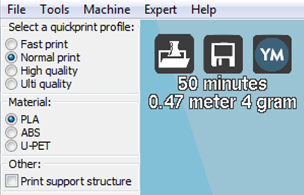 File Tools Machine Expert Help
Select a quickprint profile:
Fast print
Normal print
High quality
Ulti quality
Material:
PLA
ABS
U-PET
Other:
Print support structure
YM
50 minutes
0.47 meter 4 gram